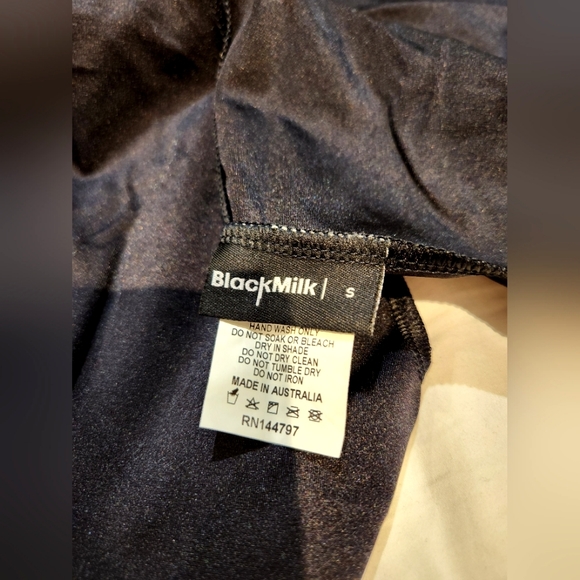 BlackMilk | S
HAND WASH ONLY
DO NOT SOAK OR BLEACH
DRY IN SHADE
DO NOT DRY CLEAN
DO NOT TUMBLE DRY
DO NOT IRON
MADE IN AUSTRALIA
RN144797